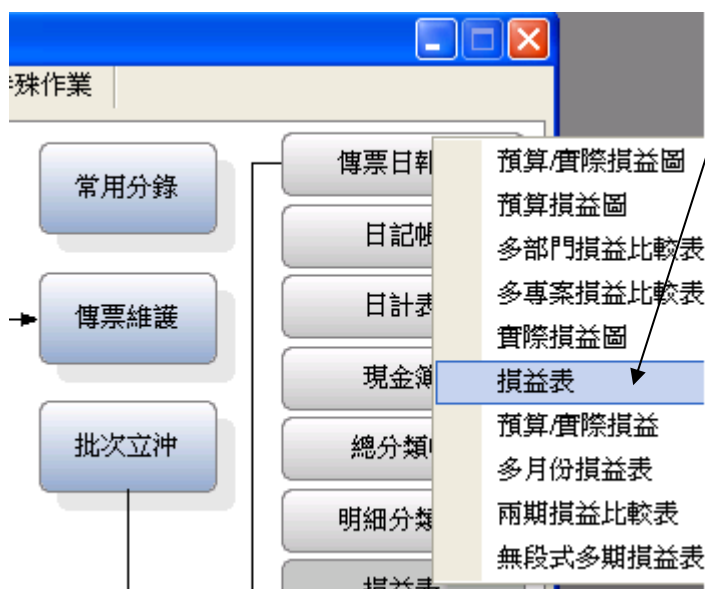 殊作業
常用分錄
傳票維護
批次立沖
傳票日報
日記帳
日計表
現金簿
總分類
明細分類
損益表
預算/實際損益圖
預算損益圖
多部門損益比較表
多專案損益比較表
實際損益圖
損益表
預算/實際損益
多月份損益表
兩期損益比較表
無段式多期損益表